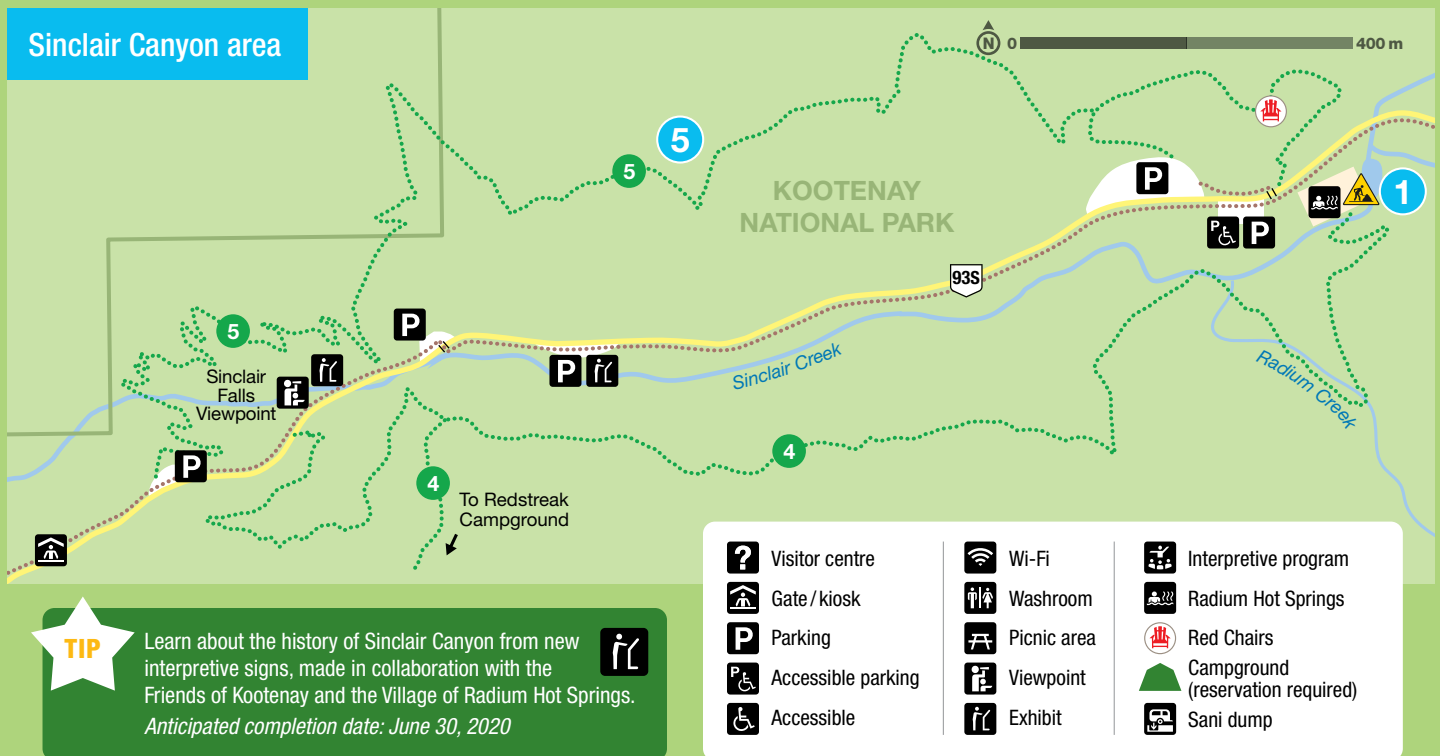 Sinclair Canyon area
N 0 400 m
5
5
KOOTENAY
NATIONAL PARK
P
1
P P
93S
P
5
Sinclair
Falls
Viewpoint
P
Sinclair Creek
Radium Creek
4
P
4
To Redstreak
Campground
? Visitor centre
Gate / kiosk
P Parking
P Accessible parking
Accessible
Wi-Fi
Washroom
Picnic area
Viewpoint
Exhibit
Interpretive program
Radium Hot Springs
Red Chairs
Campground
(reservation required)
Sani dump
TIP
Learn about the history of Sinclair Canyon from new
interpretive signs, made in collaboration with the
Friends of Kootenay and the Village of Radium Hot Springs.
Anticipated completion date: June 30, 2020